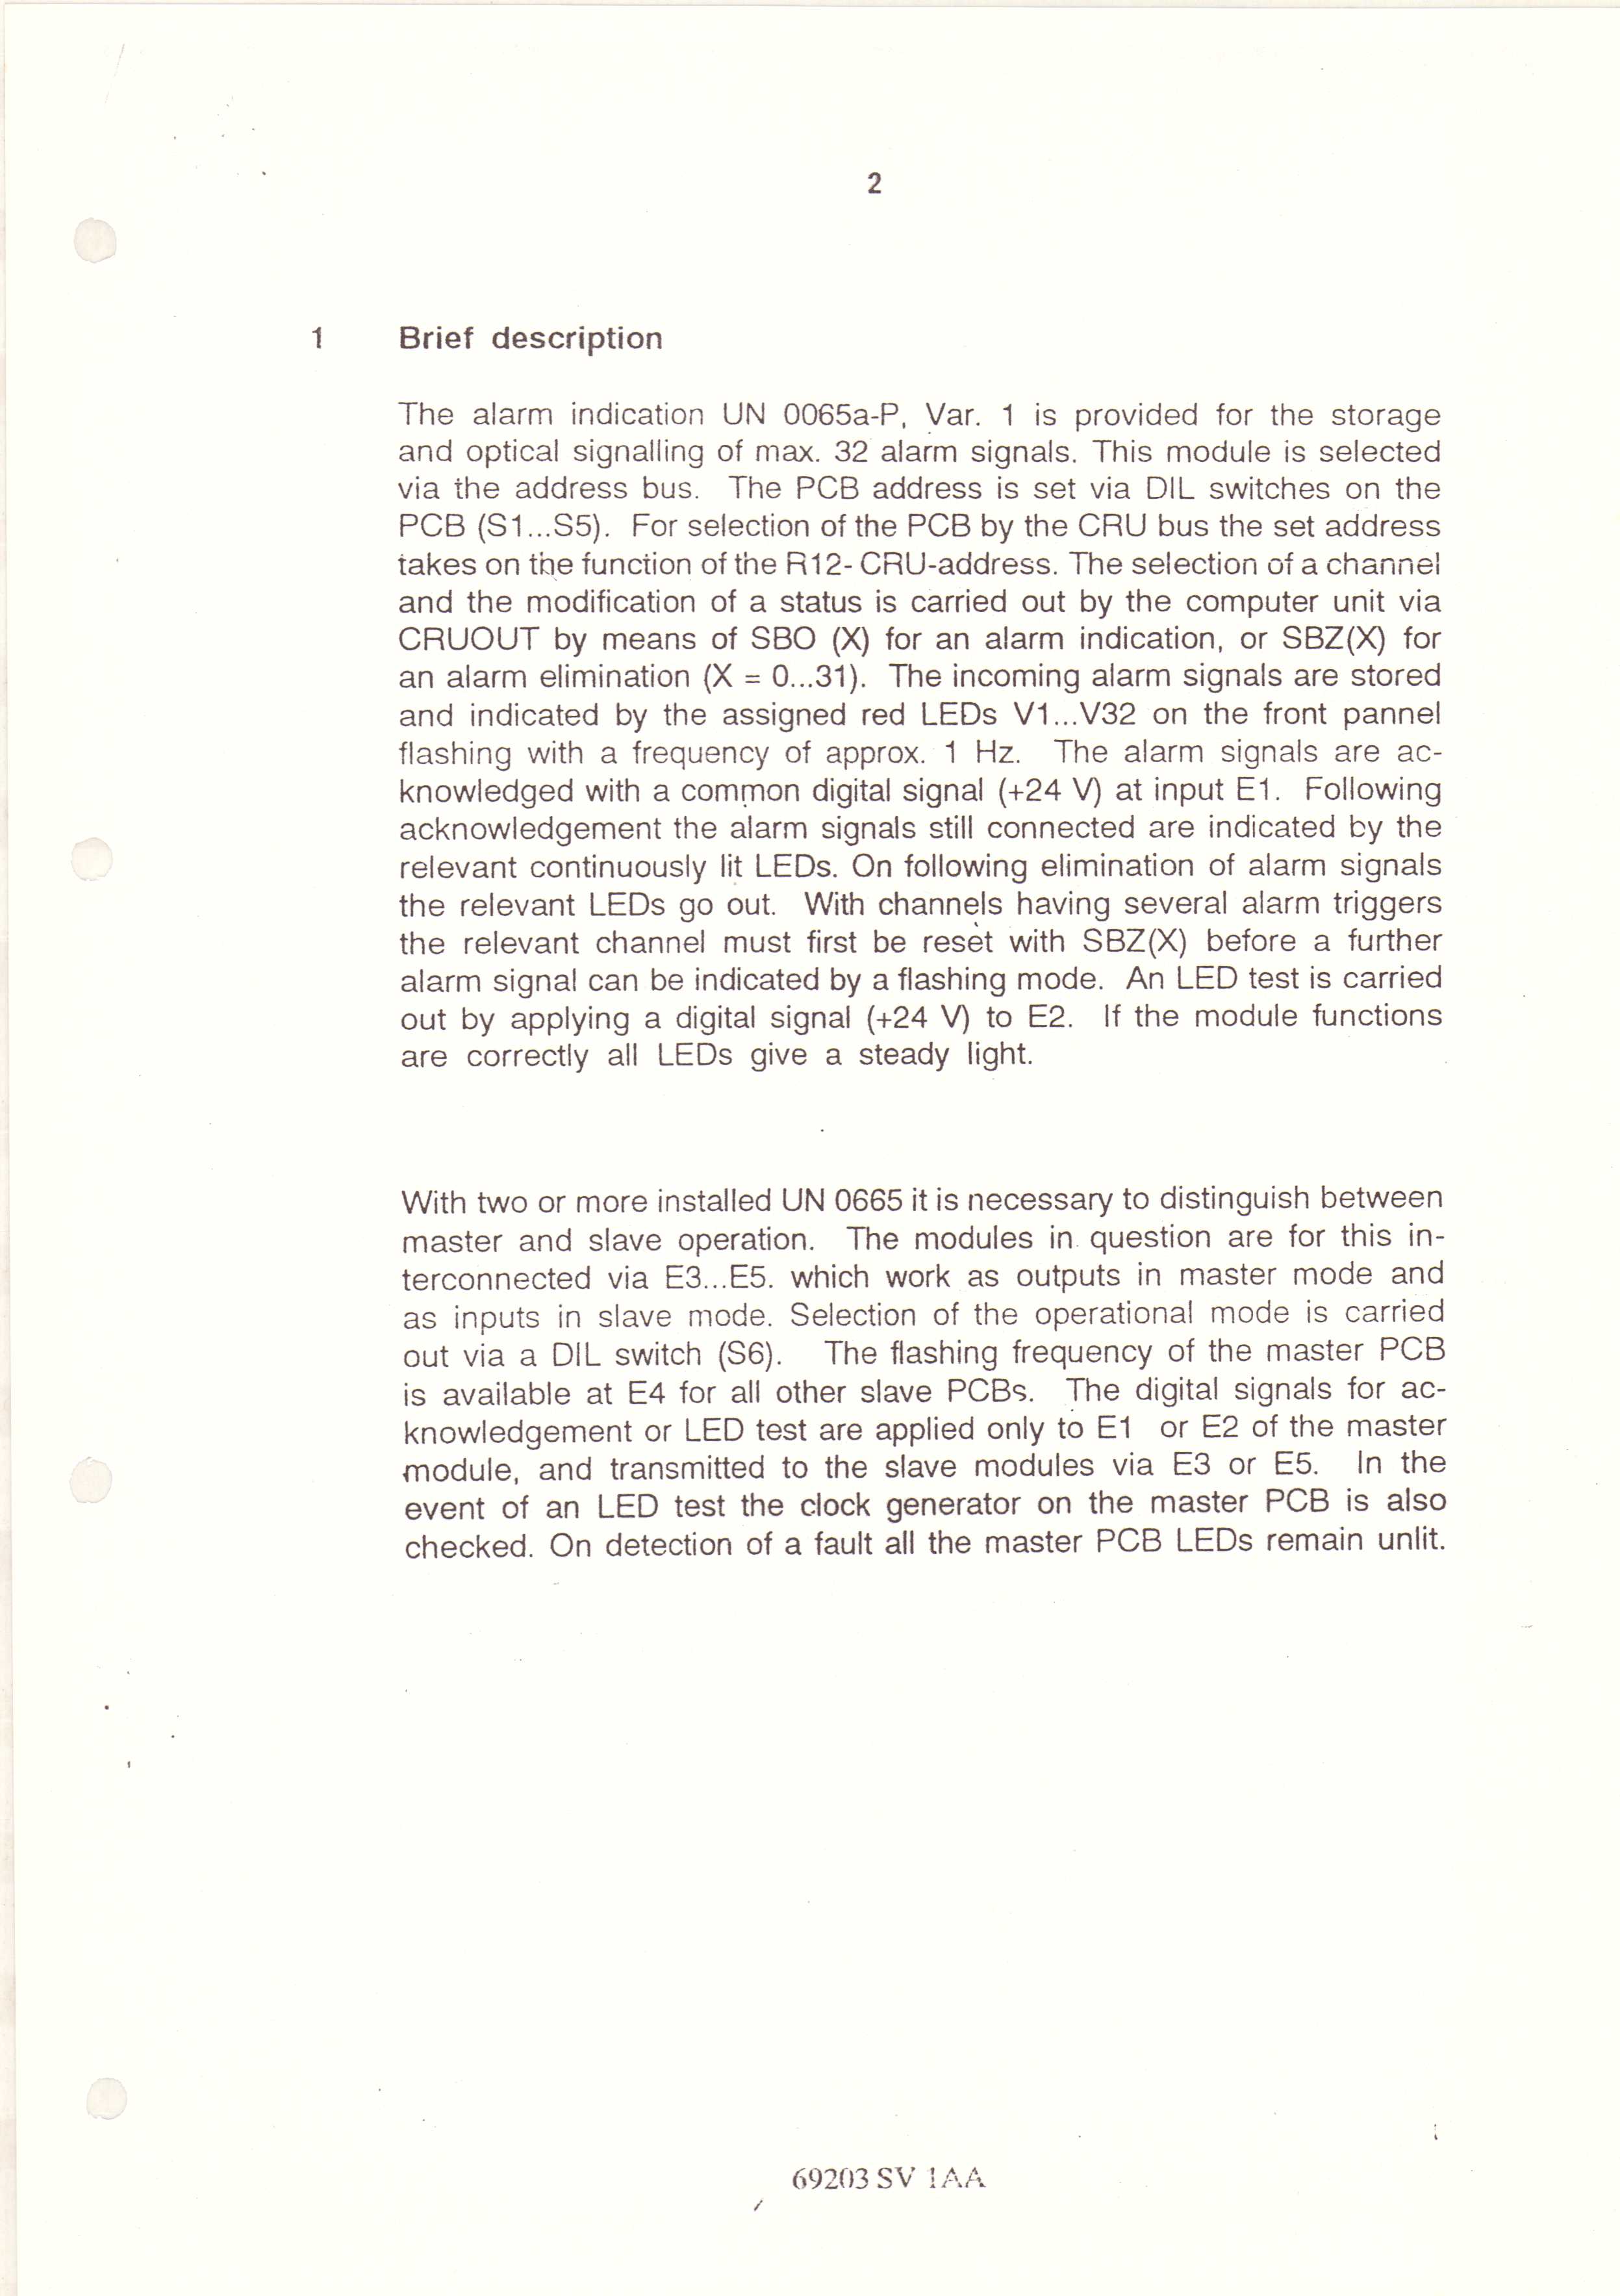 2
1 Brief description
The alarm indication UN 0065a-P, Var. 1 is provided for the storage
and optical signalling of max. 32 alarm signals. This module is selected
via the address bus. The PCB address is set via DIL switches on the
PCB (S1...S5). For selection of the PCB by the CRU bus the set address
takes on the function of the R12- CRU-address. The selection of a channel
and the modification of a status is carried out by the computer unit via
CRUOUT by means of SBO (X) for an alarm indication, or SBZ(X) for
an alarm elimination (X = 0...31). The incoming alarm signals are stored
and indicated by the assigned red LEDs V1...V32 on the front pannel
flashing with a frequency of approx. 1 Hz. The alarm signals are ac-
knowledged with a common digital signal (+24 V) at input E1. Following
acknowledgement the alarm signals still connected are indicated by the
relevant continuously lit LEDs. On following elimination of alarm signals
the relevant LEDs go out. With channels having several alarm triggers
the relevant channel must first be reset with SBZ(X) before a further
alarm signal can be indicated by a flashing mode. An LED test is carried
out by applying a digital signal (+24 V) to E2. If the module functions
are correctly all LEDs give a steady light.
With two or more installed UN 0665 it is necessary to distinguish between
master and slave operation. The modules in question are for this in-
terconnected via E3...E5. which work as outputs in master mode and
as inputs in slave mode. Selection of the operational mode is carried
out via a DIL switch (S6). The flashing frequency of the master PCB
is available at E4 for all other slave PCBs. The digital signals for ac-
knowledgement or LED test are applied only to E1 or E2 of the master
module, and transmitted to the slave modules via E3 or E5. In the
event of an LED test the clock generator on the master PCB is also
checked. On detection of a fault all the master PCB LEDs remain unlit.
69203 SV 1AA